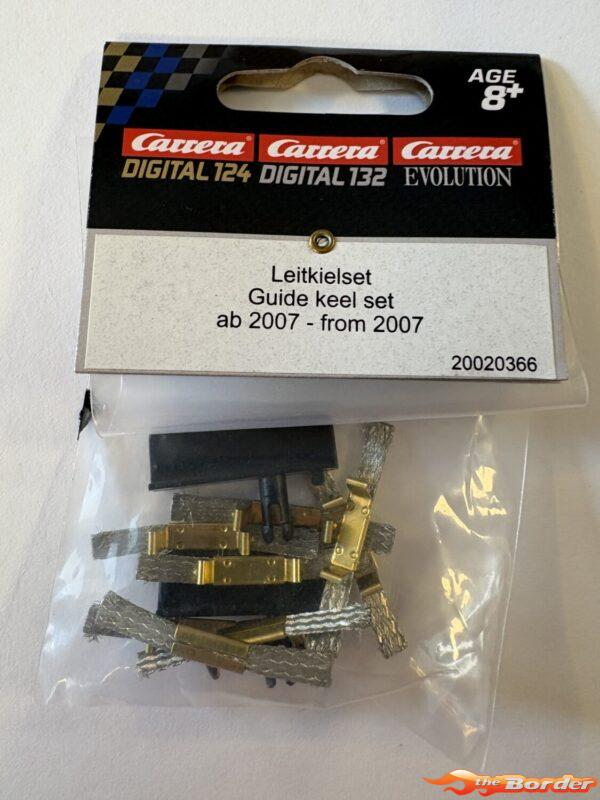 AGE
8+
Carrera Carrera Carrera
DIGITAL 124 DIGITAL 132 EVOLUTION
Leitkielset
Guide keel set
ab 2007 - from 2007
20020366
the Border